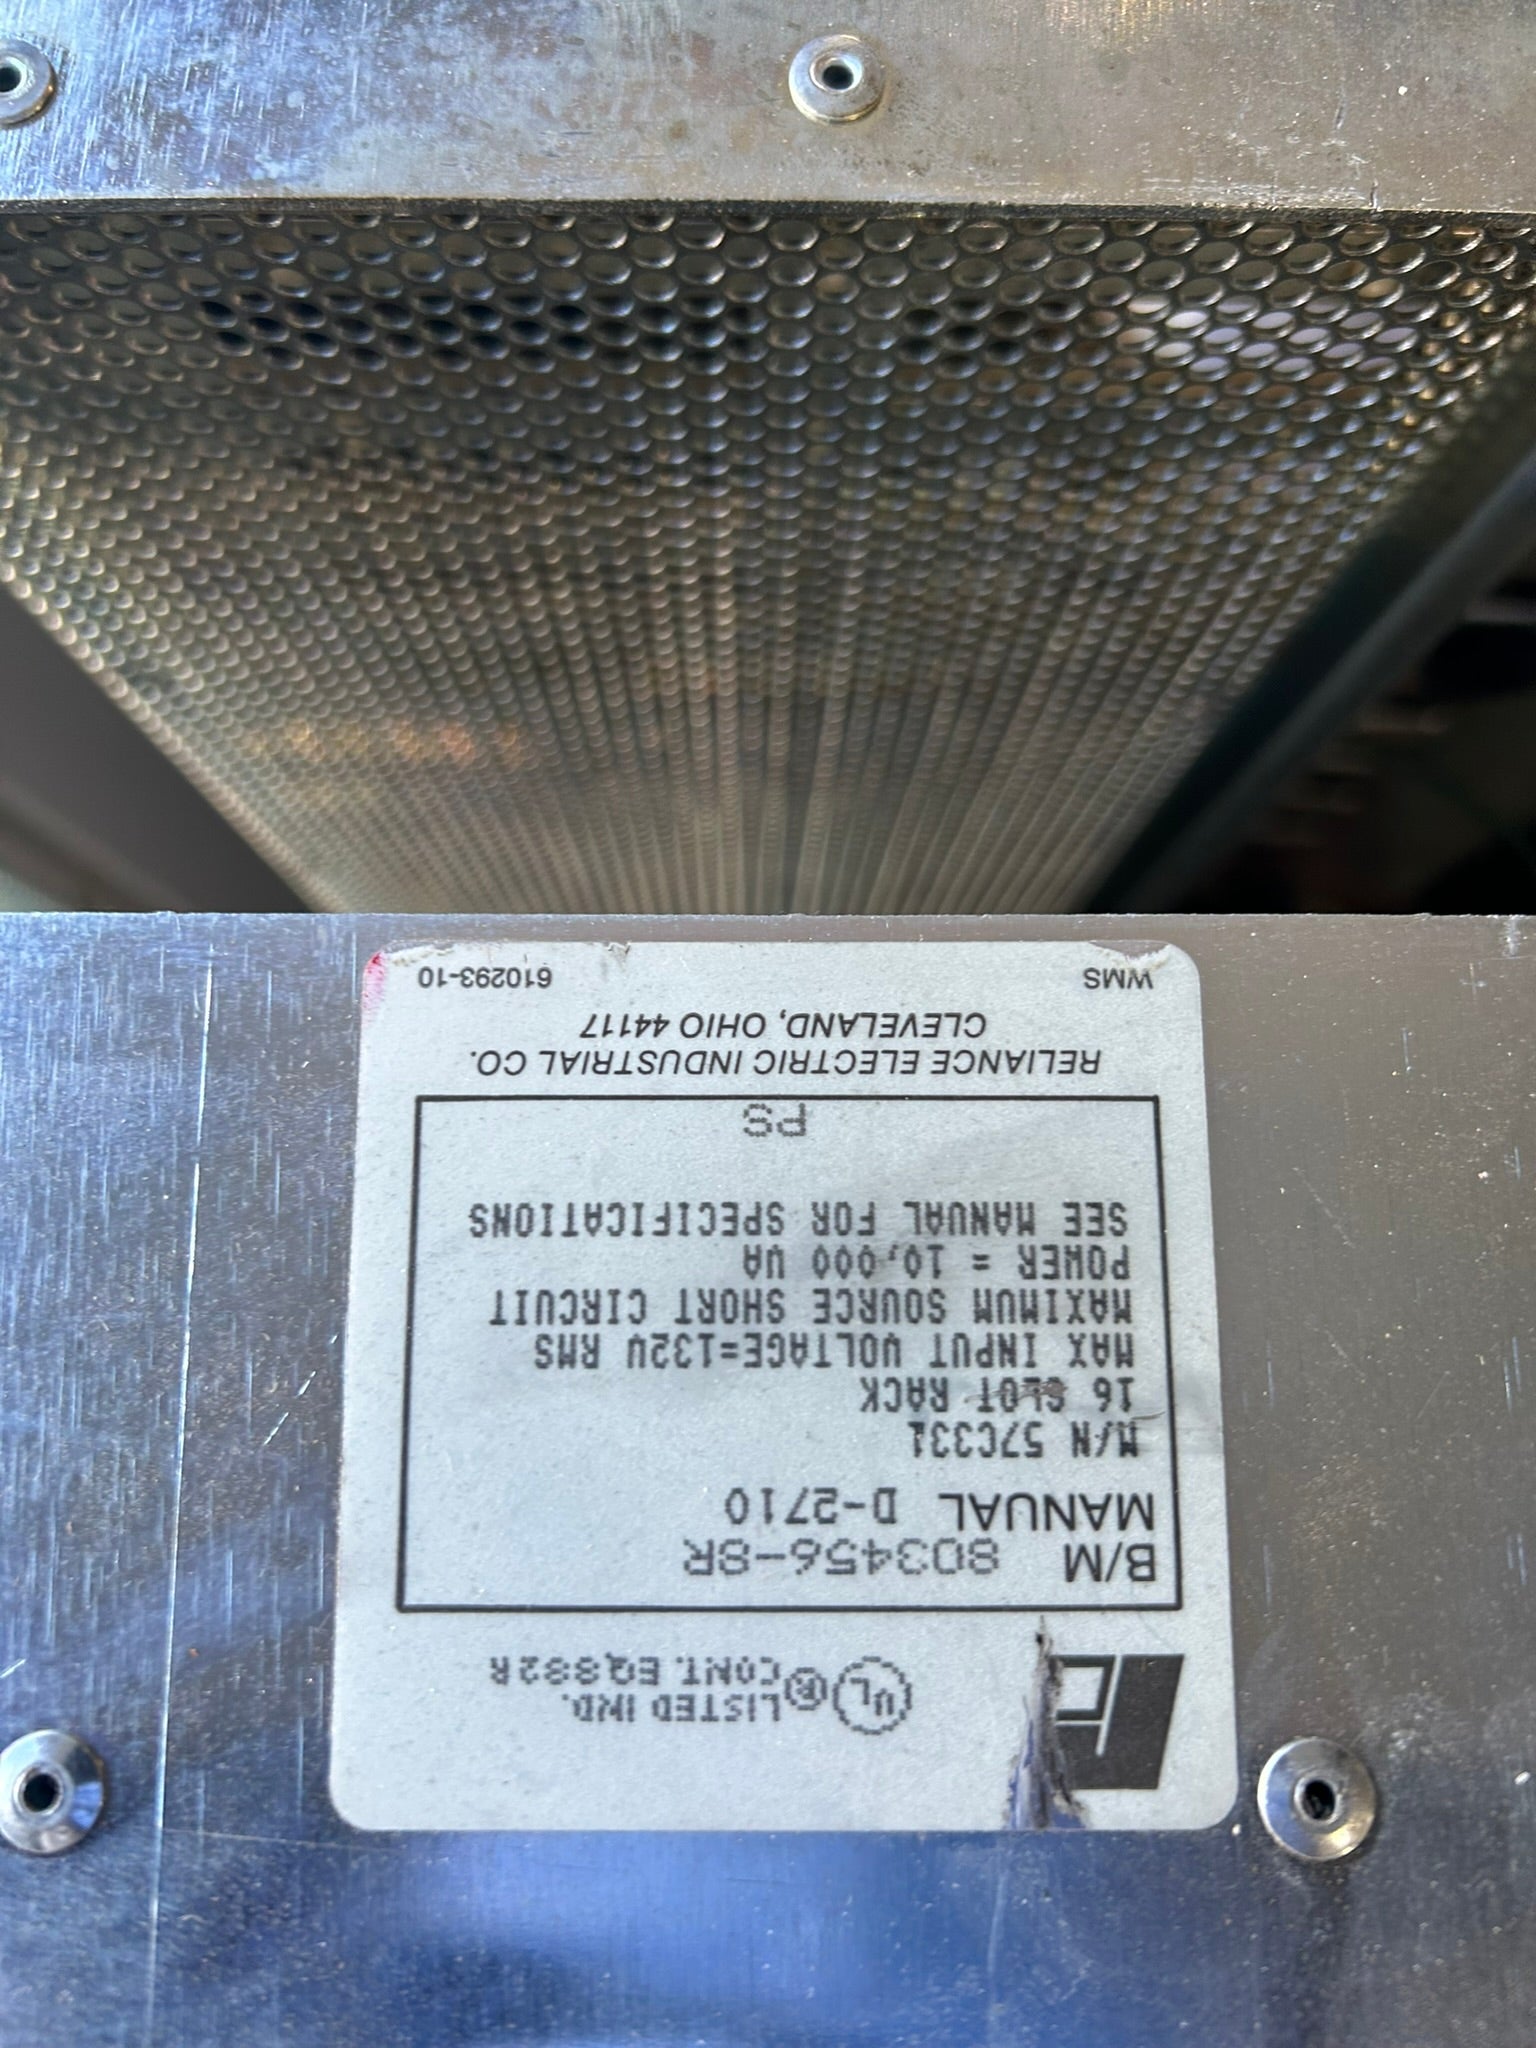 LISTED IND.
UL ® CONT. EQ 882R
B/M 803456-8R
MANUAL D-2710
M/N 57C331
16 SLOT RACK
MAX INPUT VOLTAGE=132V RMS
MAXIMUM SOURCE SHORT CIRCUIT
POWER = 10,000 VA
SEE MANUAL FOR SPECIFICATIONS
PS
RELIANCE ELECTRIC INDUSTRIAL CO.
CLEVELAND, OHIO 44117
WMS 610293-10